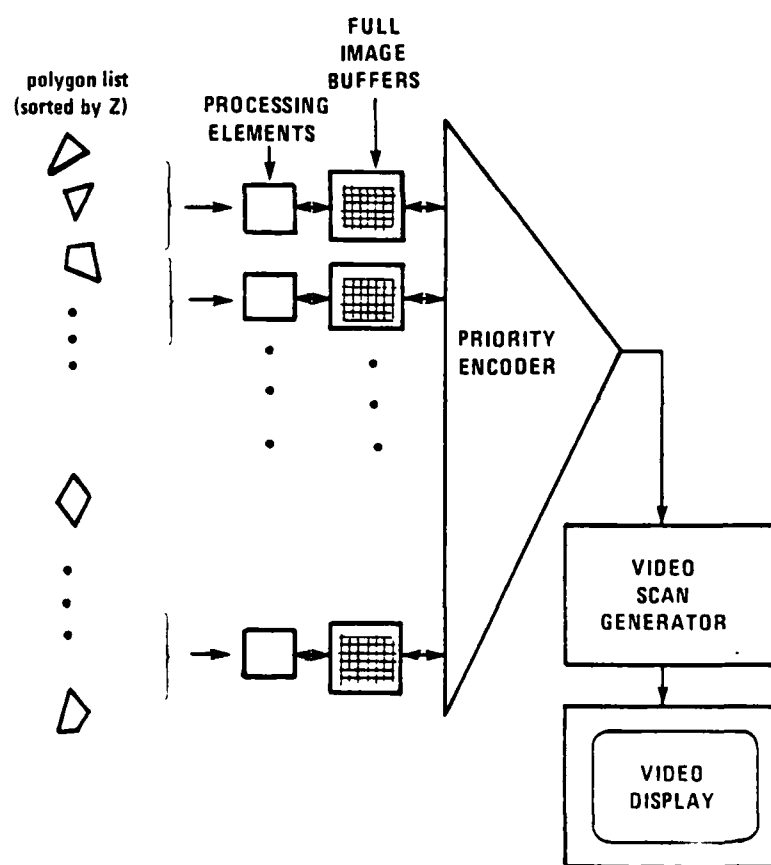 FULL
IMAGE
BUFFERS
polygon list
(sorted by Z)
PROCESSING
ELEMENTS
PRIORITY
ENCODER
VIDEO
SCAN
GENERATOR
VIDEO
DISPLAY